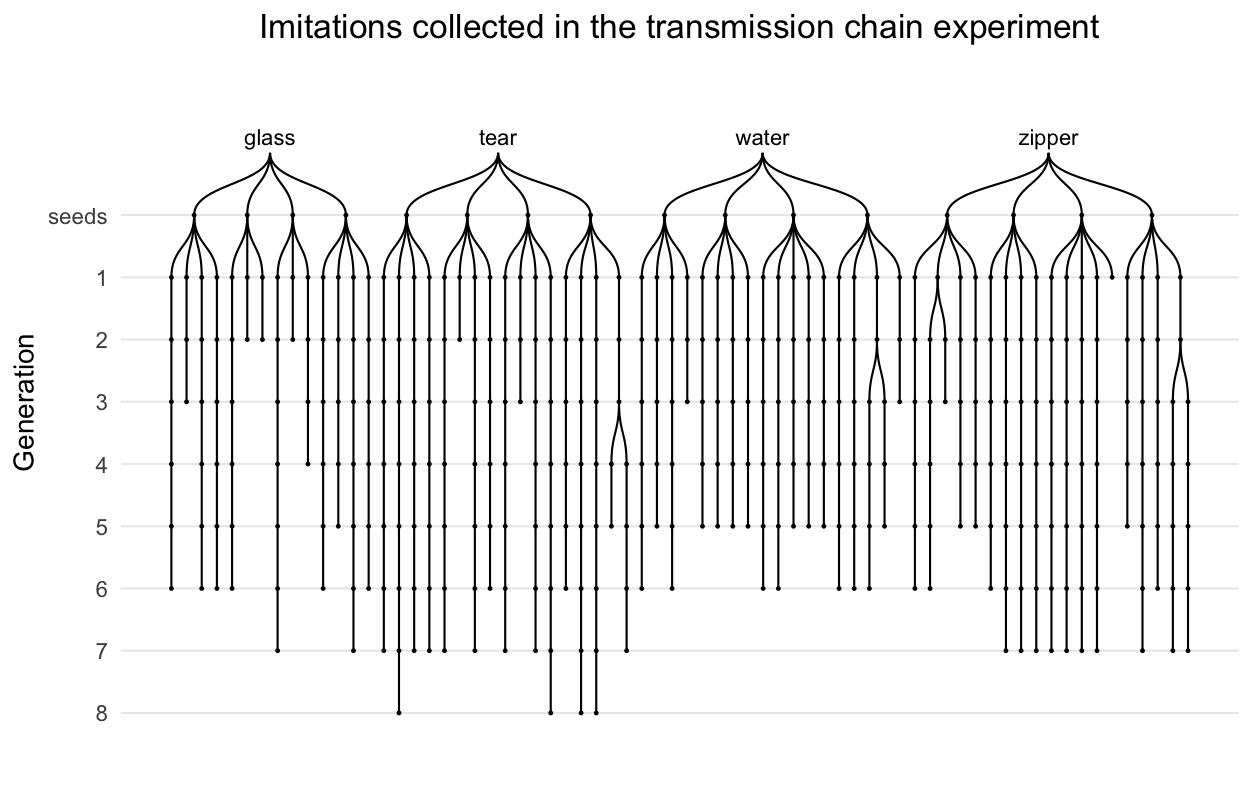 Imitations collected in the transmission chain experiment
glass tear water zipper
seeds
1
2
3
4
5
6
7
8
Generation